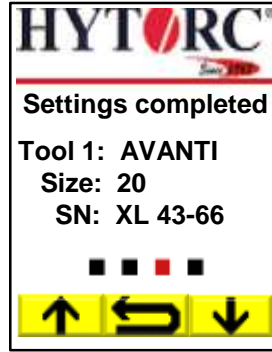 HYTORC
Since 1968
Settings completed
Tool 1: AVANTI
Size: 20
SN: XL 43-66